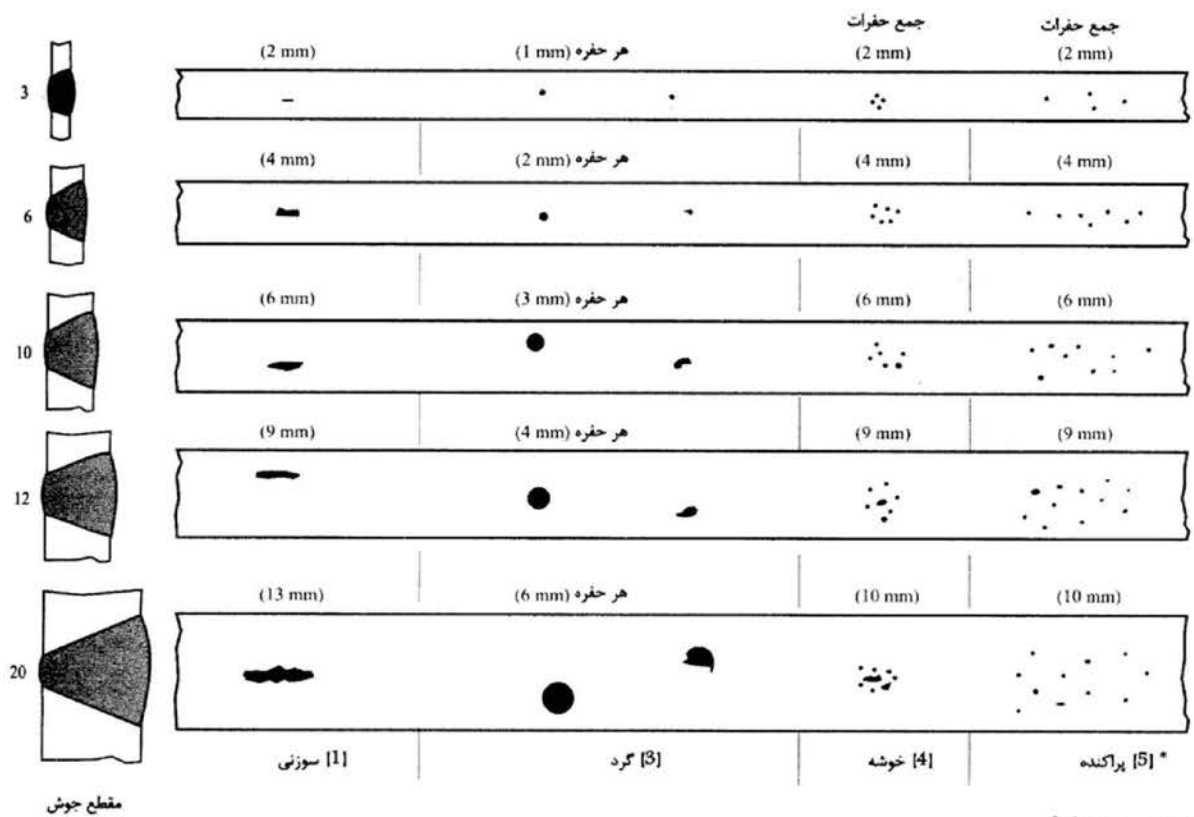 جمع حفرات جمع حفرات
(2 mm) هر حفره (1 mm) (2 mm) (2 mm)
3
(4 mm) هر حفره (2 mm) (4 mm) (4 mm)
6
(6 mm) هر حفره (3 mm) (6 mm) (6 mm)
10
(9 mm) هر حفره (4 mm) (9 mm) (9 mm)
12
(13 mm) هر حفره (6 mm) (10 mm) (10 mm)
20
[1] سوزنی [3] گرد [4] خوشه * [5] پراکنده
مقطع جوش